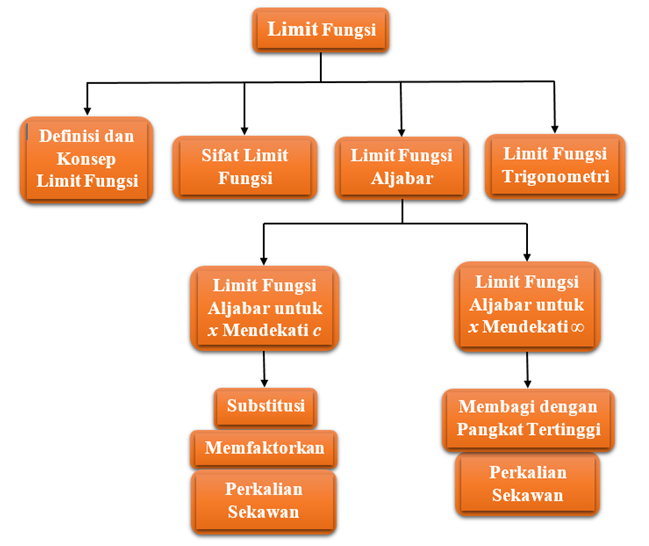 Limit Fungsi
Definisi dan
Konsep
Limit Fungsi
Sifat Limit
Fungsi
Limit Fungsi
Aljabar
Limit Fungsi
Trigonometri
Limit Fungsi
Aljabar untuk
x Mendekati c
Limit Fungsi
Aljabar untuk
x Mendekati ∞
Substitusi
Memfaktorkan
Perkalian
Sekawan
Membagi dengan
Pangkat Tertinggi
Perkalian
Sekawan